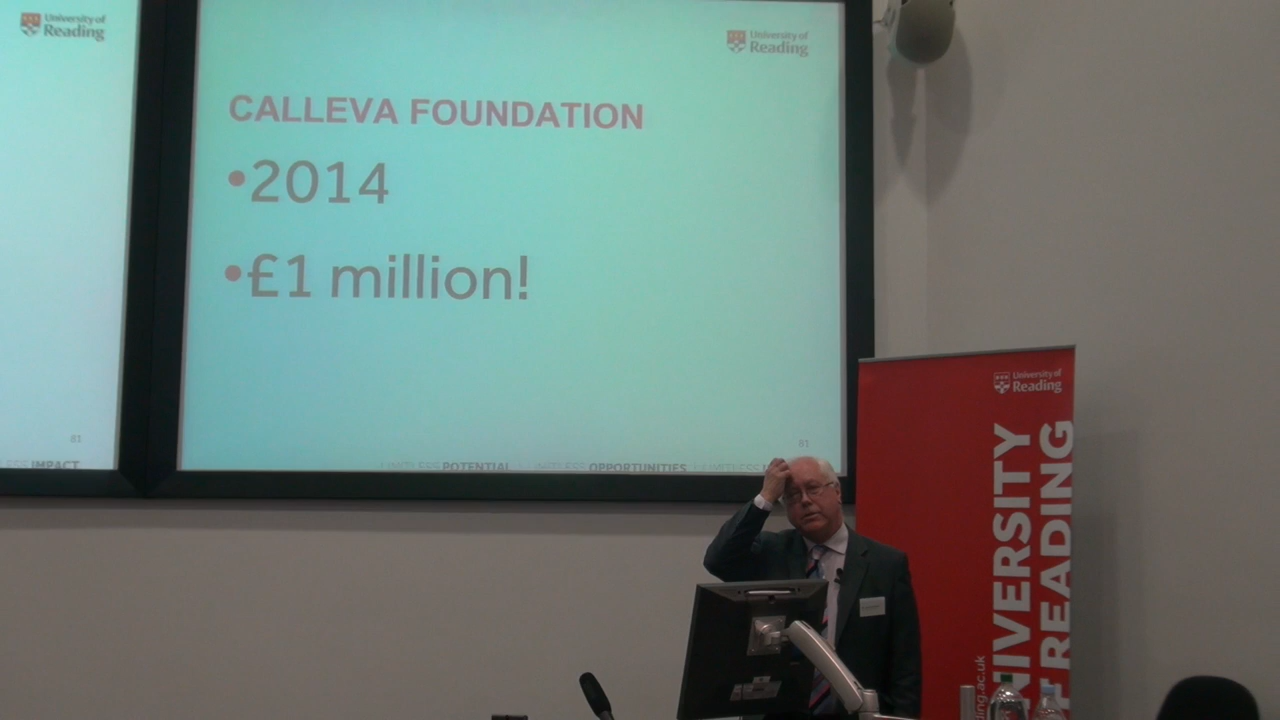 University of
Reading
University of
Reading
CALLEVA FOUNDATION
•2014
•£1 million!
81
81
IMPACT
POTENTIAL
OPPORTUNITIES
University of
Reading
UNIVERSITY
OF READING